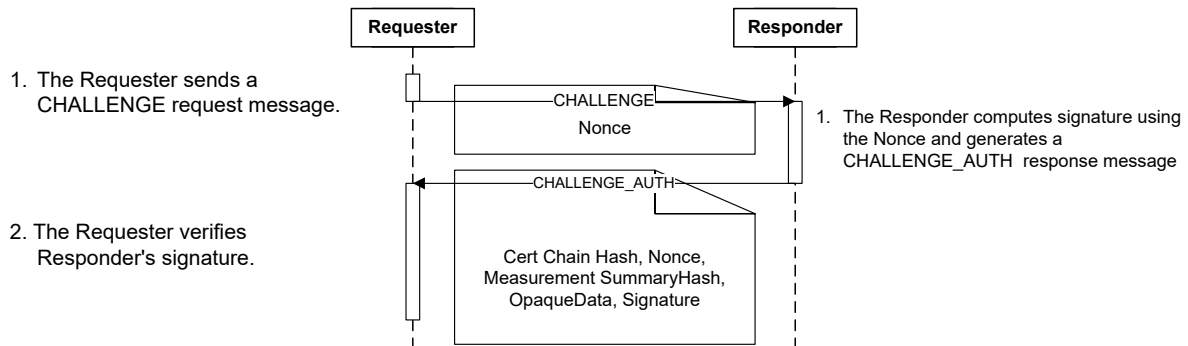 Requester
Responder
1. The Requester sends a
CHALLENGE request message.
CHALLENGE
Nonce
1. The Responder computes signature using
the Nonce and generates a
CHALLENGE_AUTH response message
CHALLENGE_AUTH
2. The Requester verifies
Responder's signature.
Cert Chain Hash, Nonce,
Measurement SummaryHash,
OpaqueData, Signature